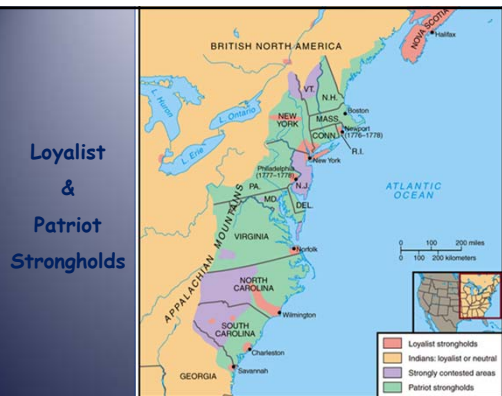 Loyalist
&
Patriot
Strongholds
BRITISH NORTH AMERICA
NOVA SCOTIA
Halifax
L. Huron
L. Ontario
L. Erie
VT.
N.H.
NEW
YORK
MASS.
Boston
CONN.
Newport
(1776–1778)
R.I.
New York
Philadelphia
(1777–1778)
PA.
N.J.
MD.
DEL.
ATLANTIC
OCEAN
APPALACHIAN MOUNTAINS
VIRGINIA
Norfolk
0 100 200 miles
0 100 200 kilometers
NORTH
CAROLINA
Wilmington
SOUTH
CAROLINA
Charleston
GEORGIA
Savannah
Loyalist strongholds
Indians: loyalist or neutral
Strongly contested areas
Patriot strongholds